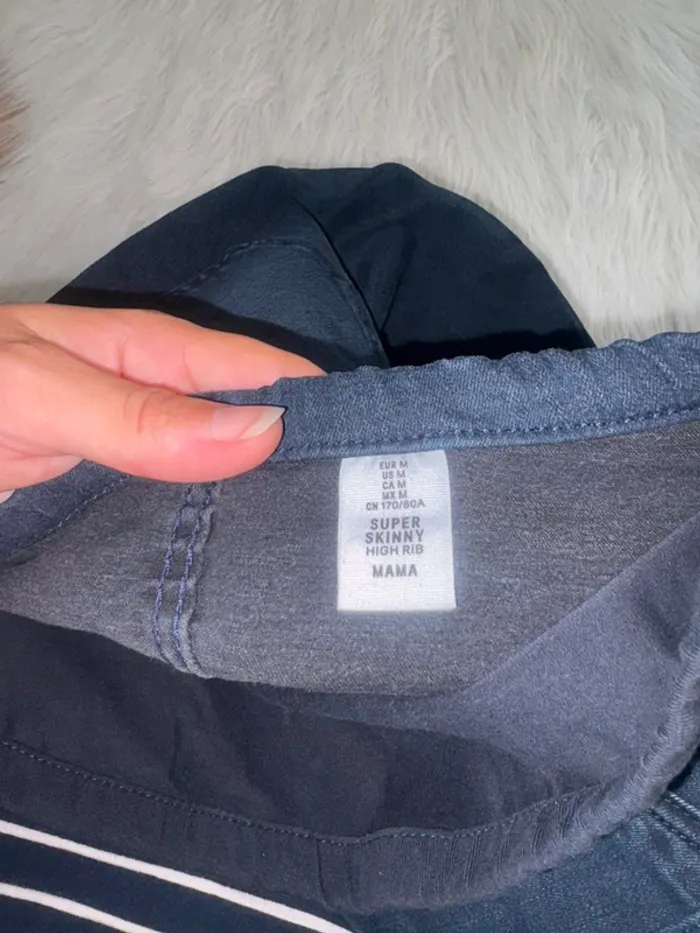 EUR M
US M
CA M
MX M
CN 170/80A
SUPER
SKINNY
HIGH RIB
MAMA